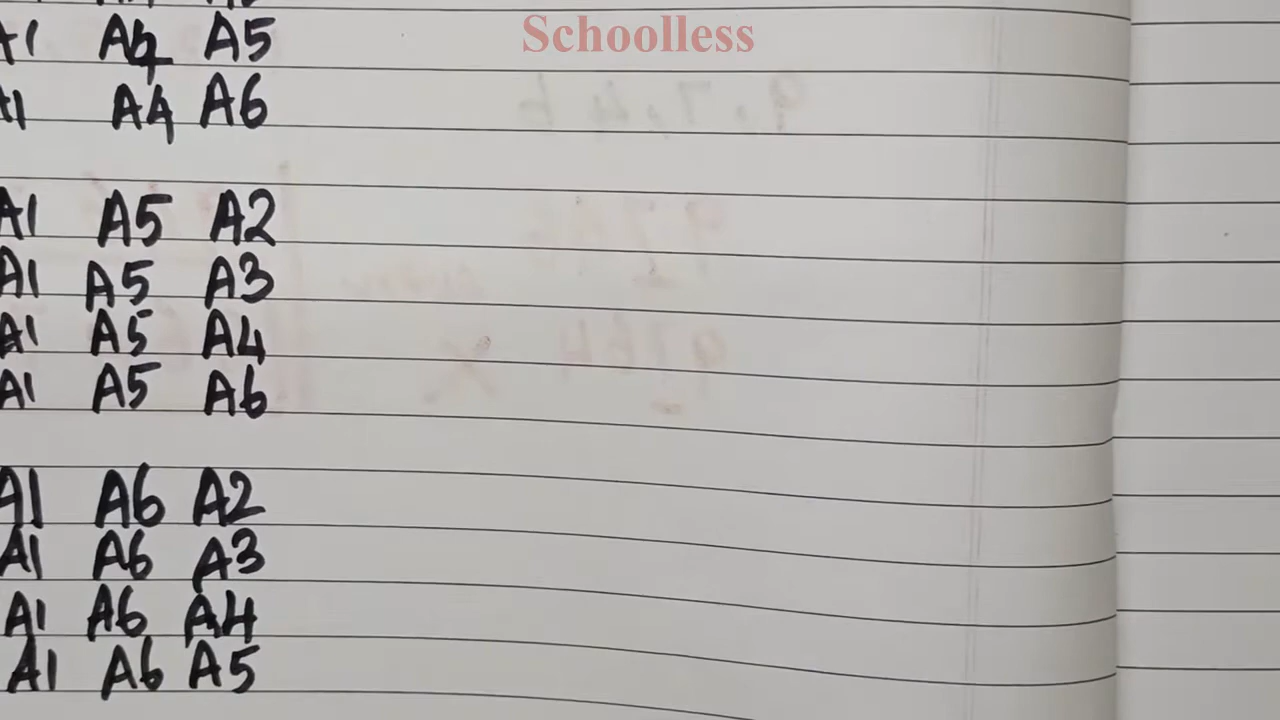 Schoolless
A1 A4 A5
A1 A4 A6
A1 A5 A2
A1 A5 A3
A1 A5 A4
A1 A5 A6
A1 A6 A2
A1 A6 A3
A1 A6 A4
A1 A6 A5